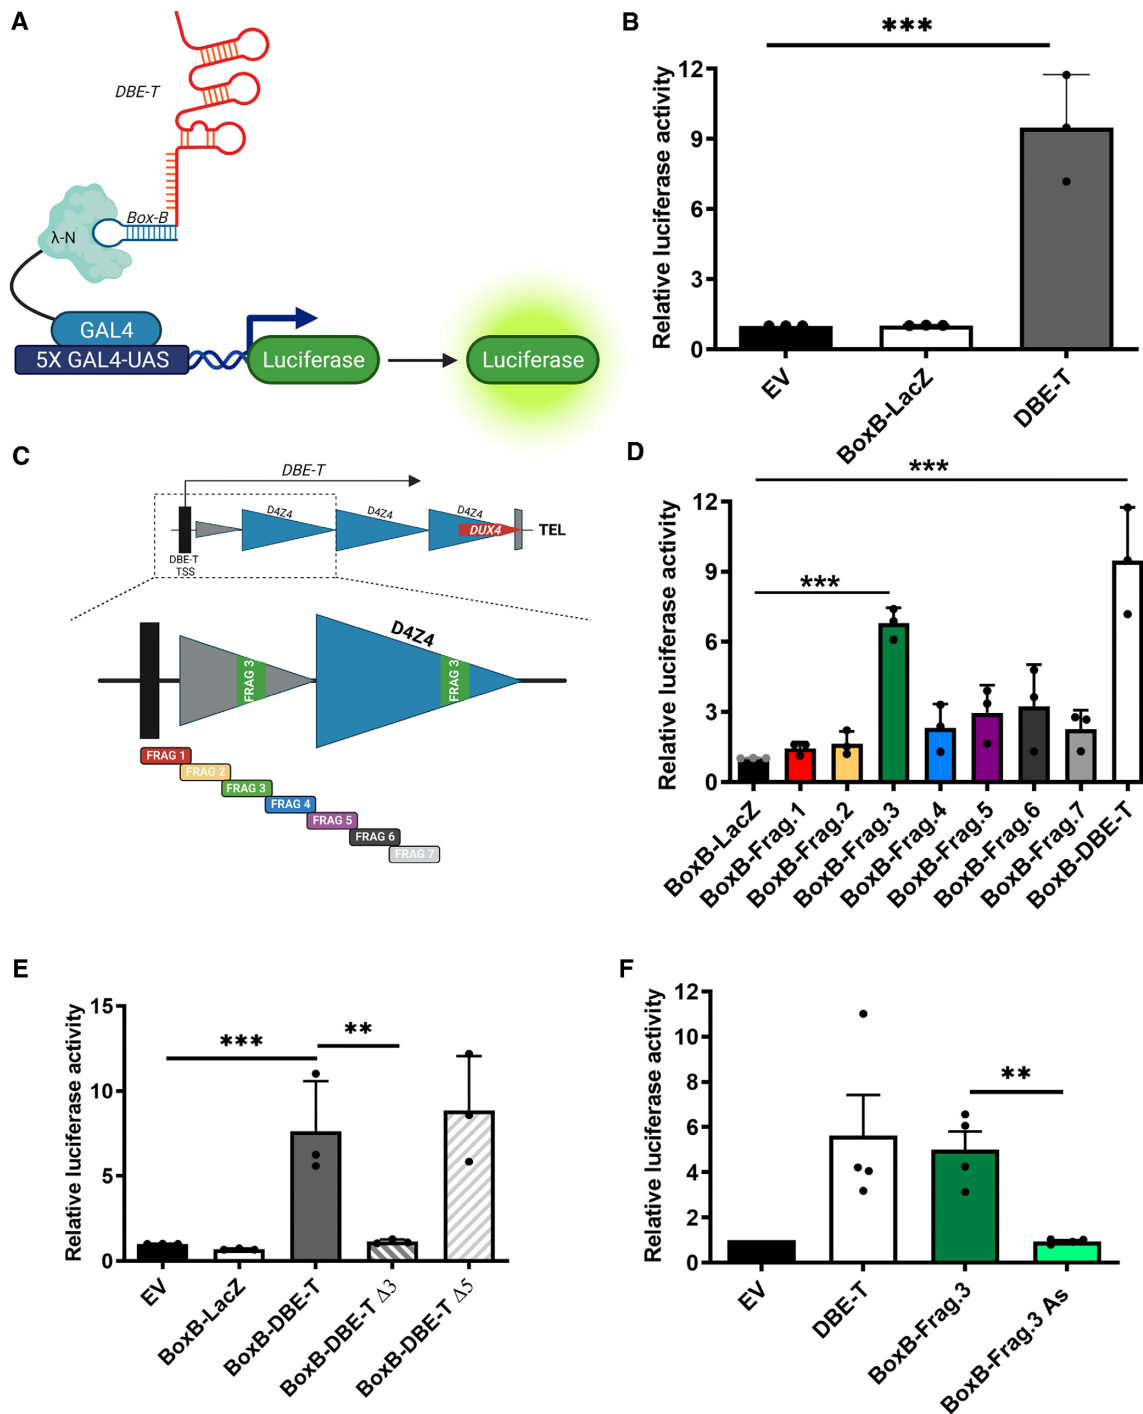 A
DBE-T
Box-B
λ-N
GAL4
5X GAL4-UAS
Luciferase
Luciferase
B
***
Relative luciferase activity
12
9
6
3
0
EV
BoxB-LacZ
DBE-T
C
DBE-T
D4Z4
D4Z4
D4Z4
DUX4
TEL
DBE-T
TSS
D4Z4
FRAG 3
FRAG 3
FRAG 1
FRAG 2
FRAG 3
FRAG 4
FRAG 5
FRAG 6
FRAG 7
D
***
***
Relative luciferase activity
12
9
6
3
0
BoxB-LacZ
BoxB-Frag.1
BoxB-Frag.2
BoxB-Frag.3
BoxB-Frag.4
BoxB-Frag.5
BoxB-Frag.6
BoxB-Frag.7
BoxB-DBE-T
E
***
**
Relative luciferase activity
15
10
5
0
EV
BoxB-LacZ
BoxB-DBE-T
BoxB-DBE-T Δ3
BoxB-DBE-T Δ5
F
**
Relative luciferase activity
12
10
8
6
4
2
0
EV
DBE-T
BoxB-Frag.3
BoxB-Frag.3 As